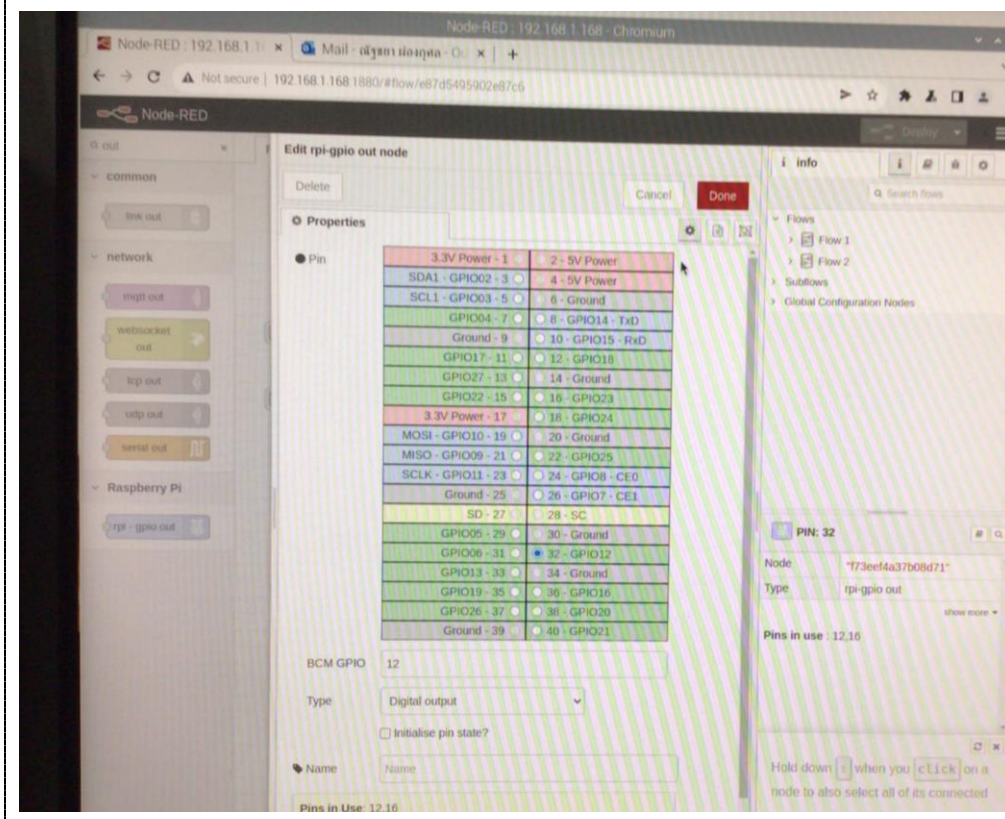 Node-RED : 192.168.1.168 - Chromium
Node-RED : 192.168.1.1
Mail -
Not secure | 192.168.1.168:1880/#flow/e87d5495902e87c6
Node-RED
Deploy
out
Edit rpi-gpio out node
info
common
Delete
Cancel
Done
Search flows
link out
Properties
Flows
Flow 1
Flow 2
Subflows
Global Configuration Nodes
network
mqtt out
websocket
out
tcp out
udp out
serial out
Raspberry Pi
rpi - gpio out
Pin
3.3V Power - 1 2 - 5V Power
SDA1 - GPIO02 - 3 4 - 5V Power
SCL1 - GPIO03 - 5 6 - Ground
GPIO04 - 7 8 - GPIO14 - TxD
Ground - 9 10 - GPIO15 - RxD
GPIO17 - 11 12 - GPIO18
GPIO27 - 13 14 - Ground
GPIO22 - 15 16 - GPIO23
3.3V Power - 17 18 - GPIO24
MOSI - GPIO10 - 19 20 - Ground
MISO - GPIO09 - 21 22 - GPIO25
SCLK - GPIO11 - 23 24 - GPIO8 - CE0
Ground - 25 26 - GPIO7 - CE1
SD - 27 28 - SC
GPIO05 - 29 30 - Ground
GPIO06 - 31 32 - GPIO12
GPIO13 - 33 34 - Ground
GPIO19 - 35 36 - GPIO16
GPIO26 - 37 38 - GPIO20
Ground - 39 40 - GPIO21
BCM GPIO 12
Type Digital output
Initialise pin state?
Name Name
Pins in Use: 12,16
PIN: 32
Node "f73eef4a37b08d71"
Type rpi-gpio out
show more
Pins in use : 12,16
Hold down when you click on a
node to also select all of its connected